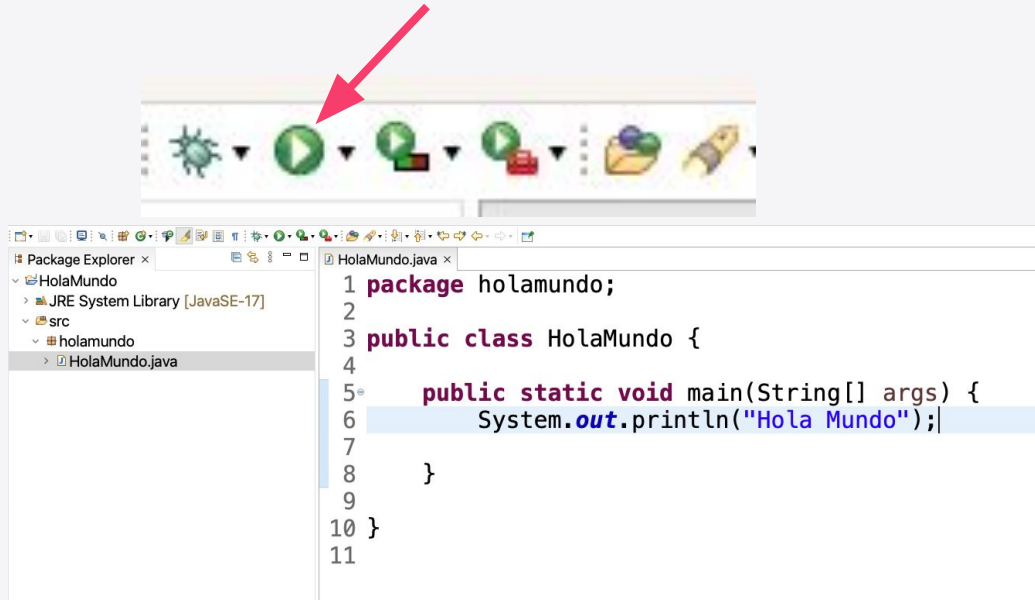 Package Explorer
HolaMundo
JRE System Library [JavaSE-17]
src
holamundo
HolaMundo.java
HolaMundo.java
1 package holamundo;
2
3 public class HolaMundo {
4
5 public static void main(String[] args) {
6 System.out.println("Hola Mundo");
7
8 }
9
10 }
11